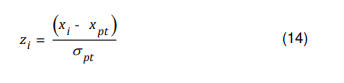 z_i = (x_i - x_pt) / σ_pt (14)